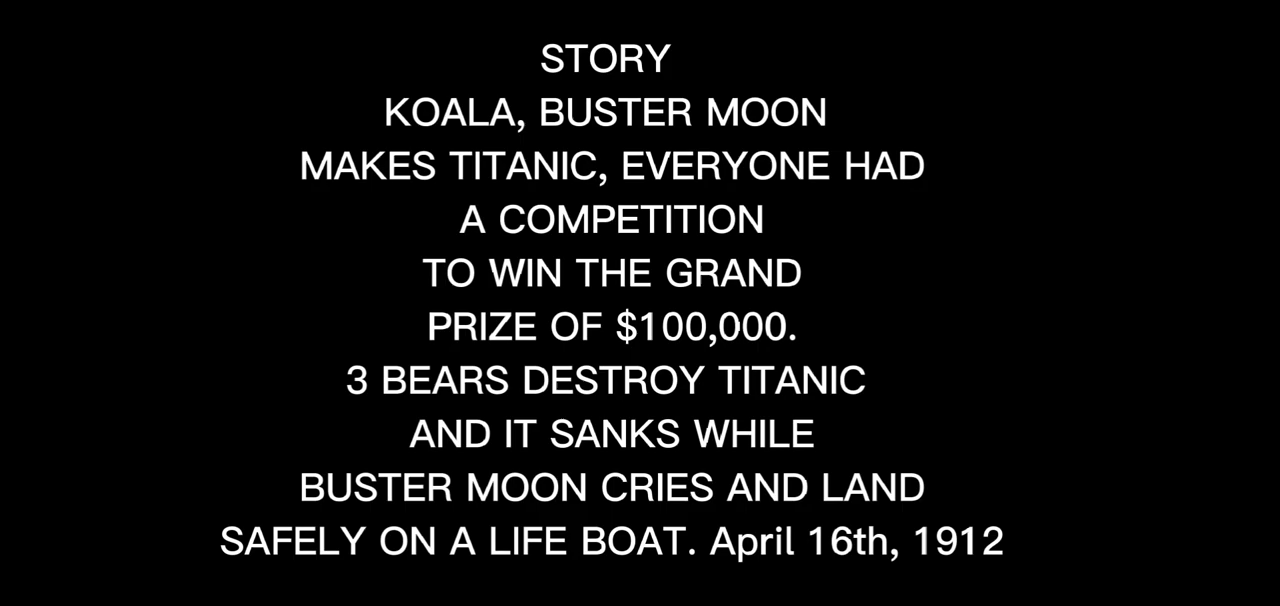 STORY
KOALA, BUSTER MOON
MAKES TITANIC, EVERYONE HAD
A COMPETITION
TO WIN THE GRAND
PRIZE OF $100,000.
3 BEARS DESTROY TITANIC
AND IT SANKS WHILE
BUSTER MOON CRIES AND LAND
SAFELY ON A LIFE BOAT. April 16th, 1912